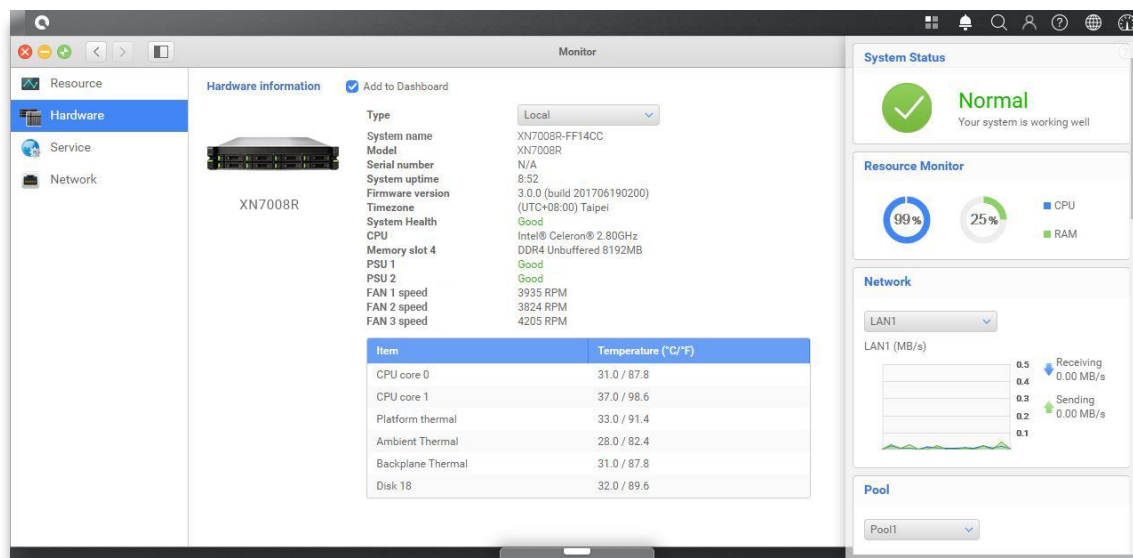 Monitor
Resource
Hardware
Service
Network
Hardware information
Add to Dashboard
XN7008R
Type Local
System name XN7008R-FF14CC
Model XN7008R
Serial number N/A
System uptime 8:52
Firmware version 3.0.0 (build 201706190200)
Timezone (UTC+08:00) Taipei
System Health Good
CPU Intel® Celeron® 2.80GHz
Memory slot 4 DDR4 Unbuffered 8192MB
PSU 1 Good
PSU 2 Good
FAN 1 speed 3935 RPM
FAN 2 speed 3824 RPM
FAN 3 speed 4205 RPM
Item Temperature (°C/°F)
CPU core 0 31.0 / 87.8
CPU core 1 37.0 / 98.6
Platform thermal 33.0 / 91.4
Ambient Thermal 28.0 / 82.4
Backplane Thermal 31.0 / 87.8
Disk 18 32.0 / 89.6
System Status
Normal
Your system is working well
Resource Monitor
99%
25%
CPU
RAM
Network
LAN1
LAN1 (MB/s)
0.5
0.4
0.3
0.2
0.1
Receiving
0.00 MB/s
Sending
0.00 MB/s
Pool
Pool1